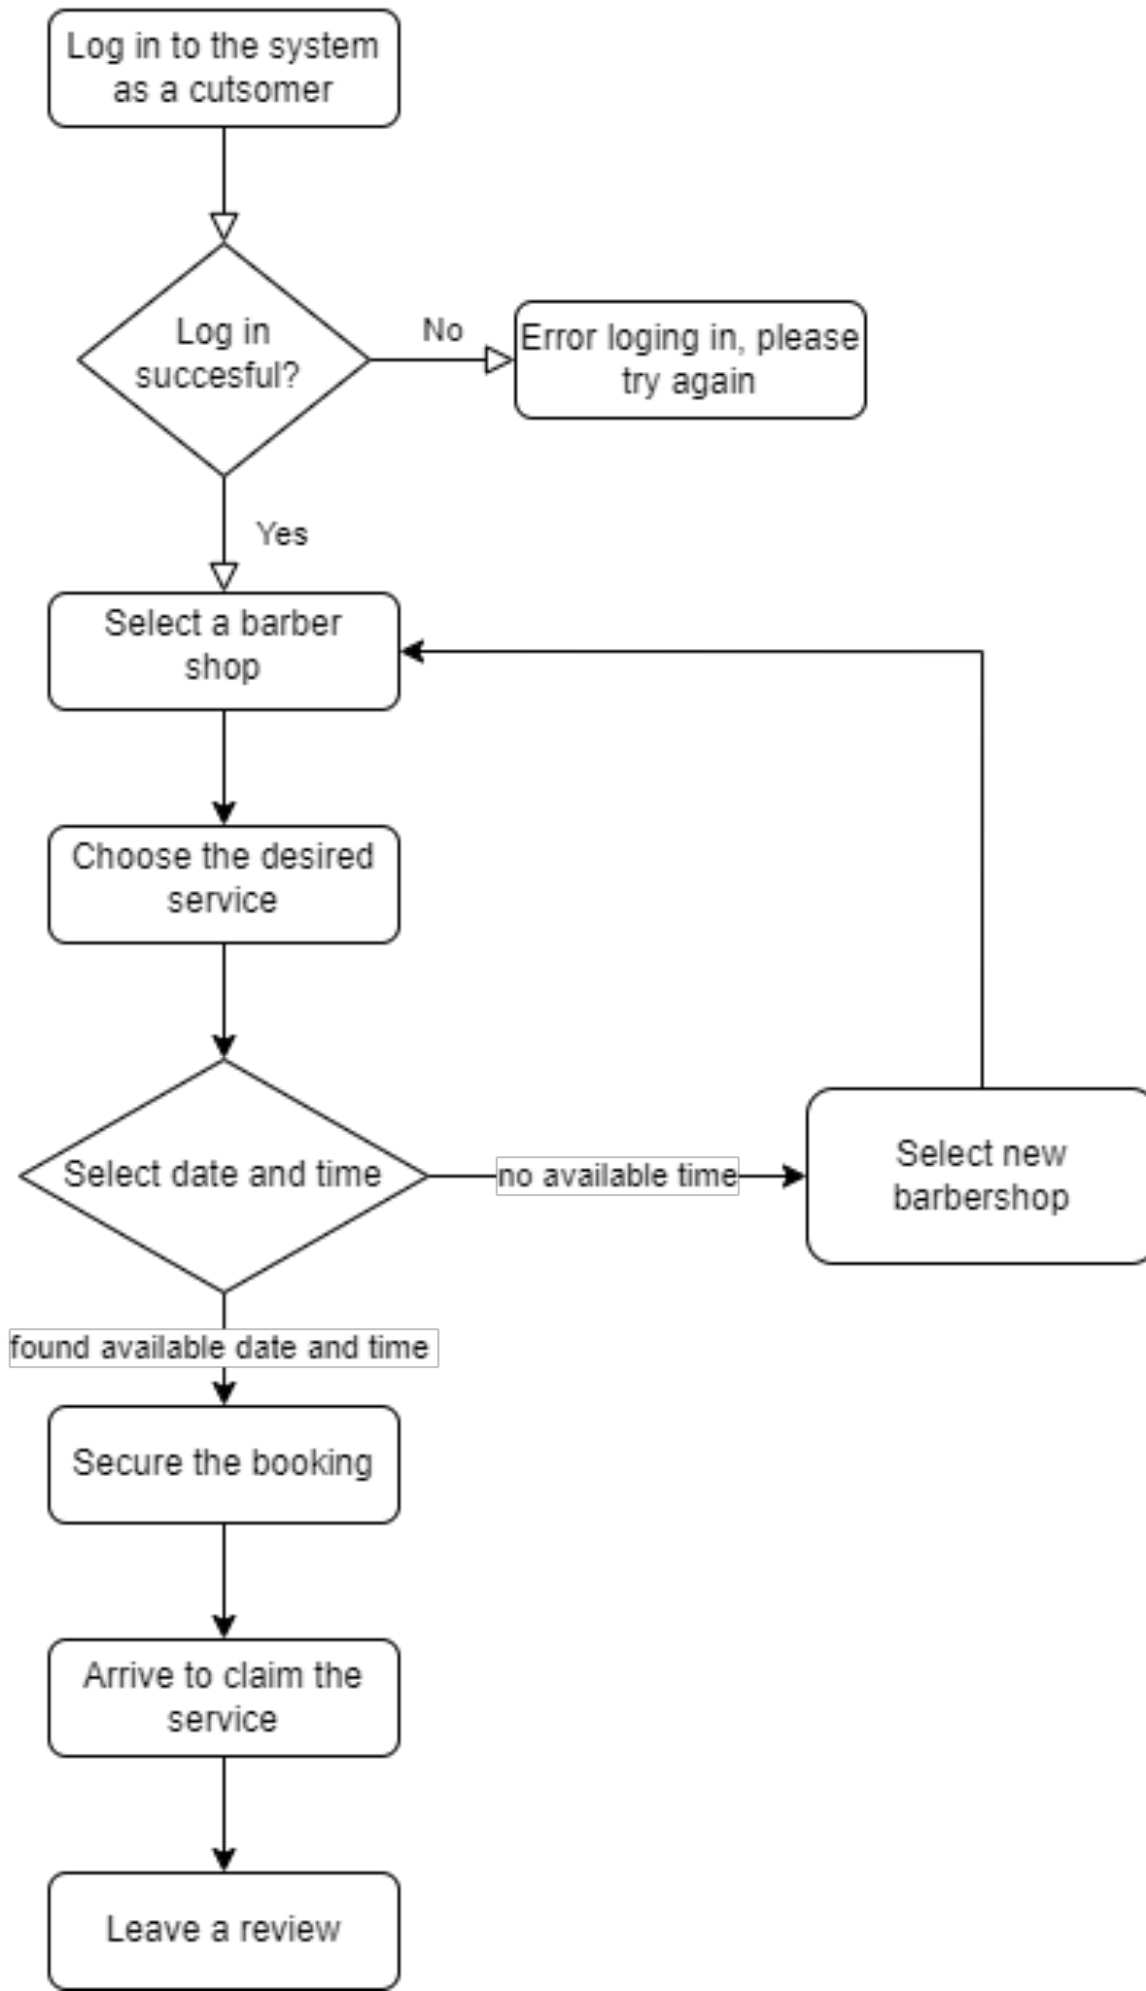 Log in to the system
as a cutsomer
Log in
succesful?
No
Error loging in, please
try again
Yes
Select a barber
shop
Choose the desired
service
Select date and time
no available time
Select new
barbershop
found available date and time
Secure the booking
Arrive to claim the
service
Leave a review